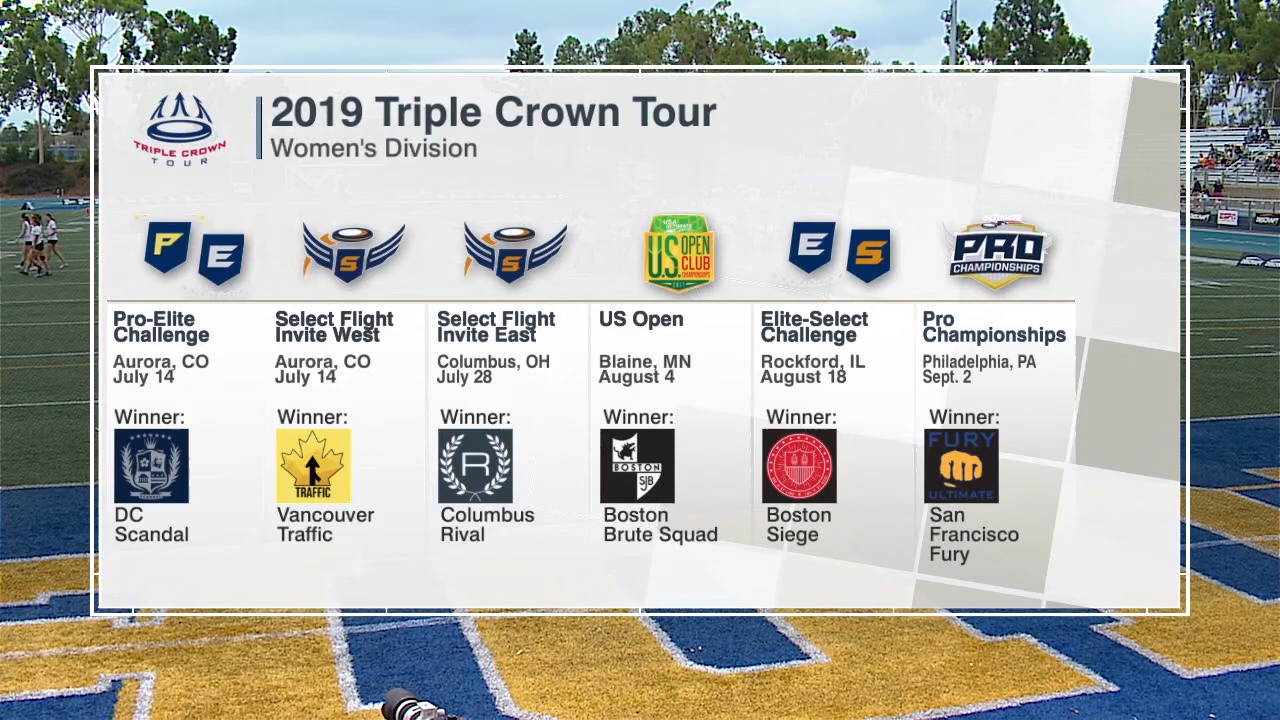 2019 Triple Crown Tour
Women's Division
TRIPLE CROWN
TOUR
P
E
S
S
U.S. OPEN
CLUB
CHAMPIONSHIPS
2017
E
S
PRO
CHAMPIONSHIPS
Pro-Elite
Challenge
Aurora, CO
July 14
Winner:
DC
Scandal
Select Flight
Invite West
Aurora, CO
July 14
Winner:
TRAFFIC
Vancouver
Traffic
Select Flight
Invite East
Columbus, OH
July 28
Winner:
R
Columbus
Rival
US Open
Blaine, MN
August 4
Winner:
BOSTON
SJB
Boston
Brute Squad
Elite-Select
Challenge
Rockford, IL
August 18
Winner:
Boston
Siege
Pro
Championships
Philadelphia, PA
Sept. 2
Winner:
FURY
ULTIMATE
San
Francisco
Fury